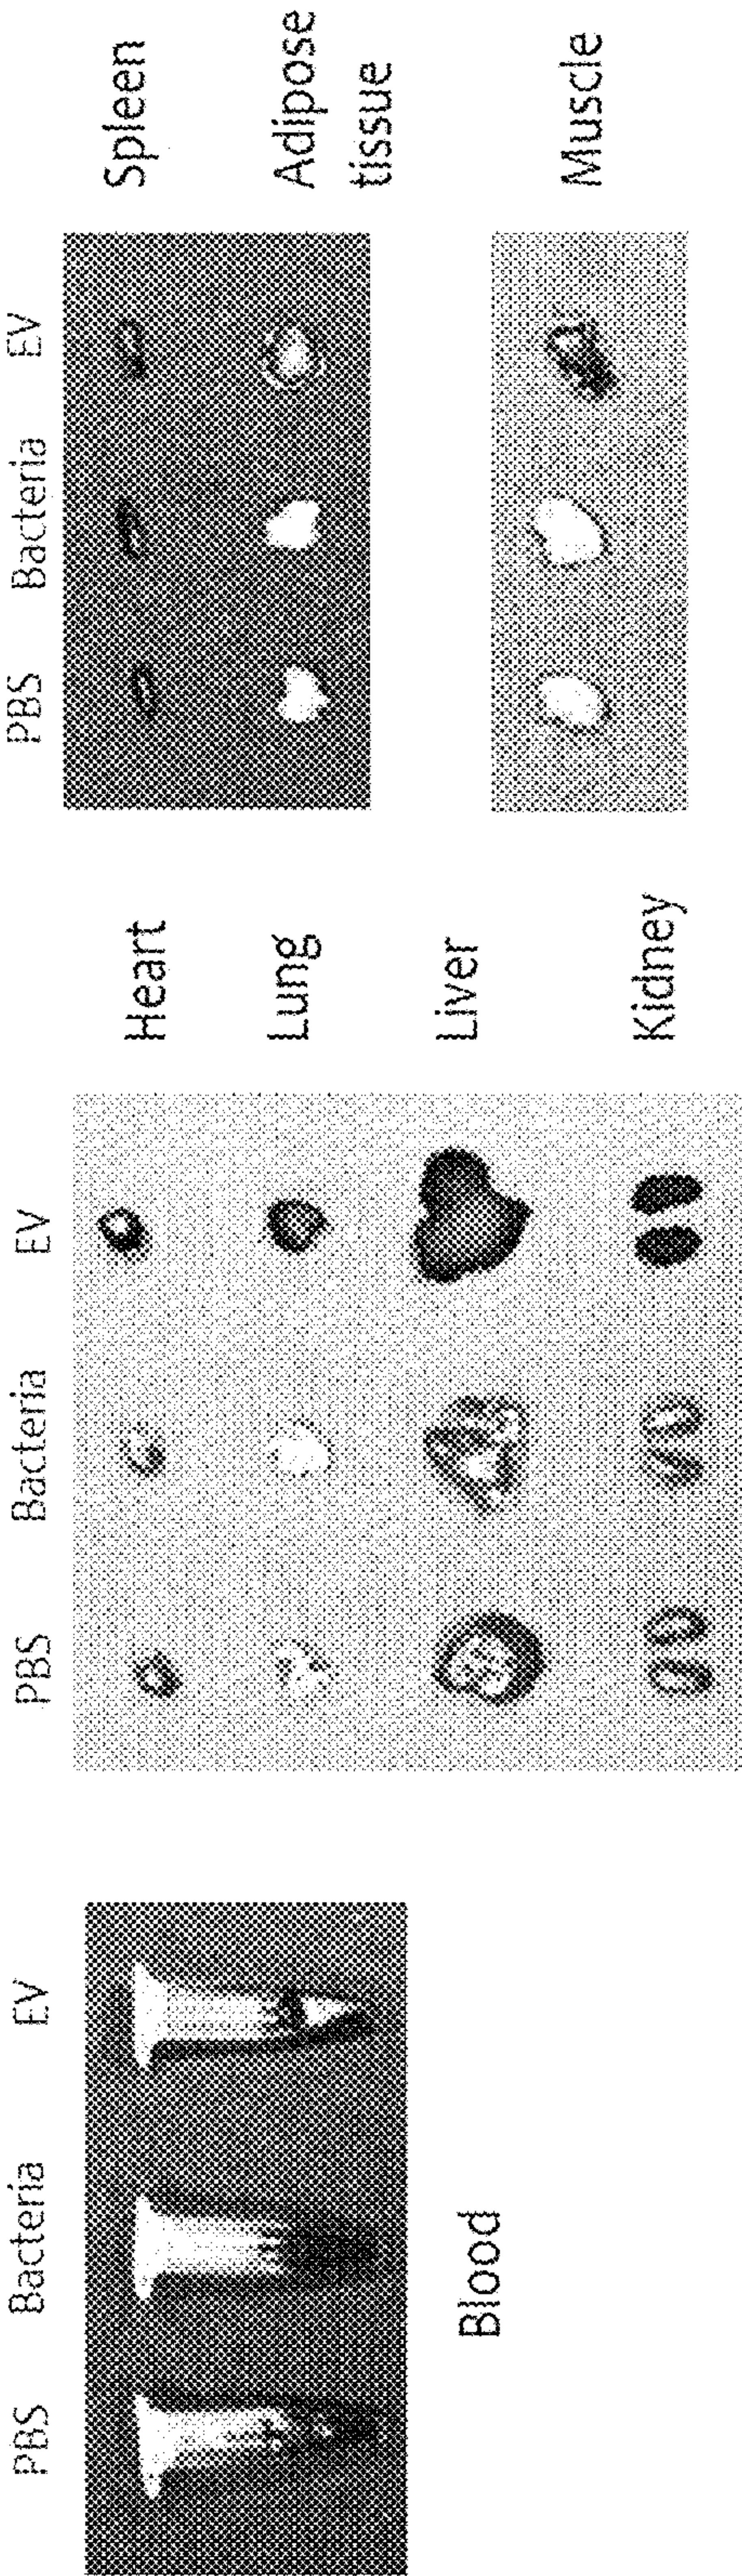 PBS Bacteria EV
Blood
PBS Bacteria EV
Heart
Lung
Liver
Kidney
PBS Bacteria EV
Spleen
Adipose
tissue
Muscle